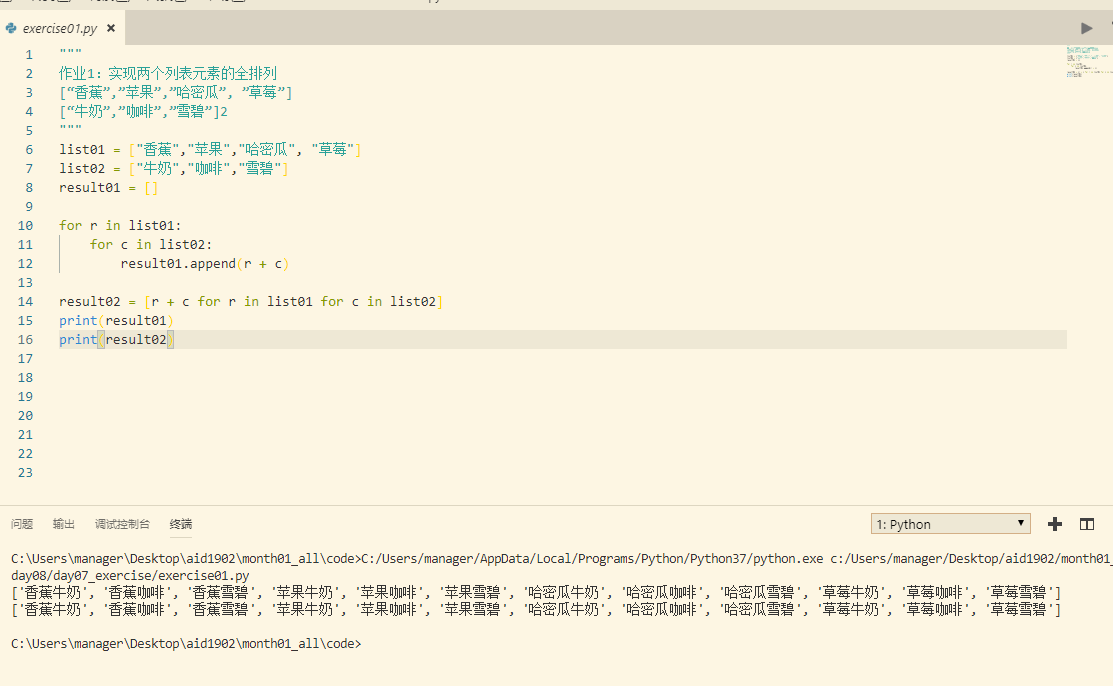 exercise01.py
1 """
2 作业1：实现两个列表元素的全排列
3 [“香蕉”,”苹果”,”哈密瓜”, ”草莓”]
4 [“牛奶”,”咖啡”,”雪碧”]2
5 """
6 list01 = ["香蕉","苹果","哈密瓜", "草莓"]
7 list02 = ["牛奶","咖啡","雪碧"]
8 result01 = []
9
10 for r in list01:
11     for c in list02:
12         result01.append(r + c)
13
14 result02 = [r + c for r in list01 for c in list02]
15 print(result01)
16 print(result02)
17
18
19
20
21
22
23
问题 输出 调试控制台 终端 1: Python
C:\Users\manager\Desktop\aid1902\month01_all\code>C:/Users/manager/AppData/Local/Programs/Python/Python37/python.exe c:/Users/manager/Desktop/aid1902/month01_
day08/day07_exercise/exercise01.py
['香蕉牛奶', '香蕉咖啡', '香蕉雪碧', '苹果牛奶', '苹果咖啡', '苹果雪碧', '哈密瓜牛奶', '哈密瓜咖啡', '哈密瓜雪碧', '草莓牛奶', '草莓咖啡', '草莓雪碧']
['香蕉牛奶', '香蕉咖啡', '香蕉雪碧', '苹果牛奶', '苹果咖啡', '苹果雪碧', '哈密瓜牛奶', '哈密瓜咖啡', '哈密瓜雪碧', '草莓牛奶', '草莓咖啡', '草莓雪碧']
C:\Users\manager\Desktop\aid1902\month01_all\code>